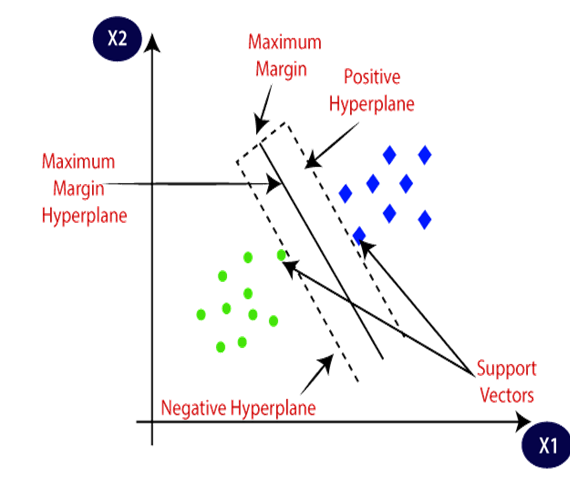 X2
Maximum
Margin
Positive
Hyperplane
Maximum
Margin
Hyperplane
Support
Vectors
Negative Hyperplane
X1